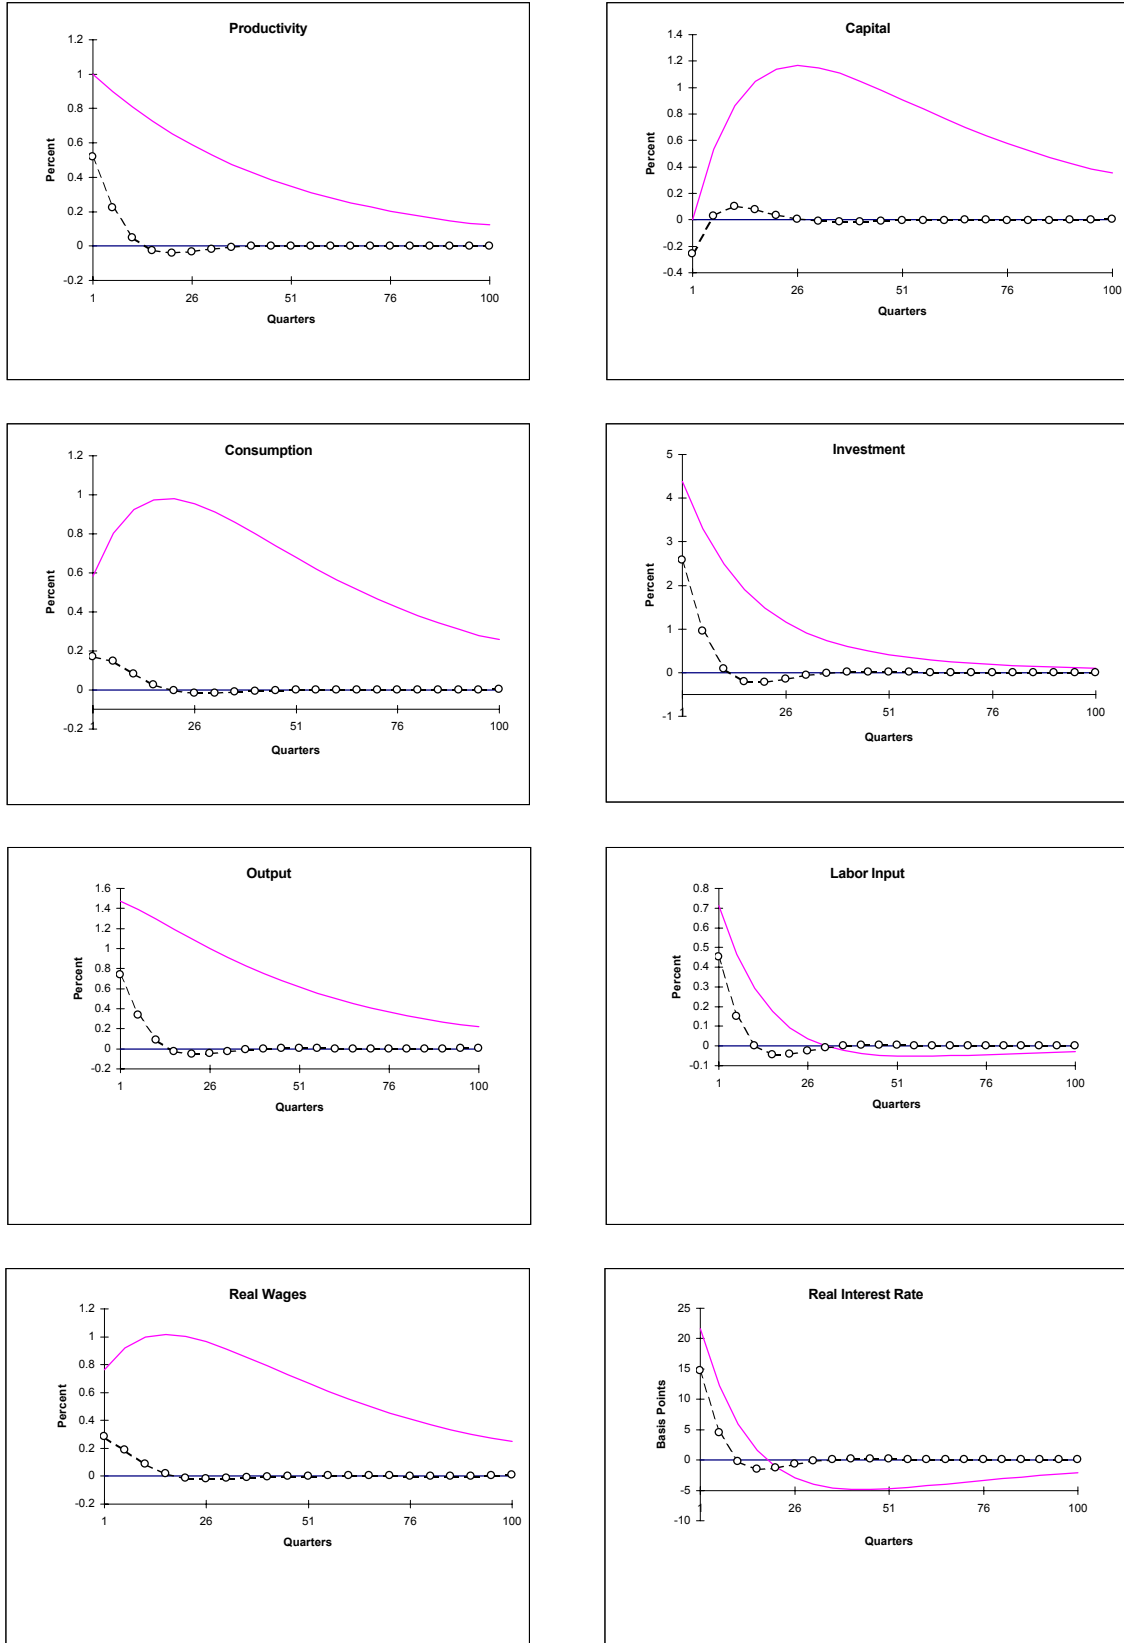 Productivity
1.2
1
0.8
0.6
0.4
0.2
0
-0.2
Percent
1 26 51 76 100
Quarters
Capital
1.4
1.2
1
0.8
0.6
0.4
0.2
0
-0.2
-0.4
Percent
1 26 51 76 100
Quarters
Consumption
1.2
1
0.8
0.6
0.4
0.2
0
-0.2
Percent
1 26 51 76 100
Quarters
Investment
5
4
3
2
1
0
-1
Percent
1 26 51 76 100
Quarters
Output
1.6
1.4
1.2
1
0.8
0.6
0.4
0.2
0
-0.2
Percent
1 26 51 76 100
Quarters
Labor Input
0.8
0.7
0.6
0.5
0.4
0.3
0.2
0.1
0
-0.1
Percent
1 26 51 76 100
Quarters
Real Wages
1.2
1
0.8
0.6
0.4
0.2
0
-0.2
Percent
1 26 51 76 100
Quarters
Real Interest Rate
25
20
15
10
5
0
-5
-10
Basis Points
1 26 51 76 100
Quarters